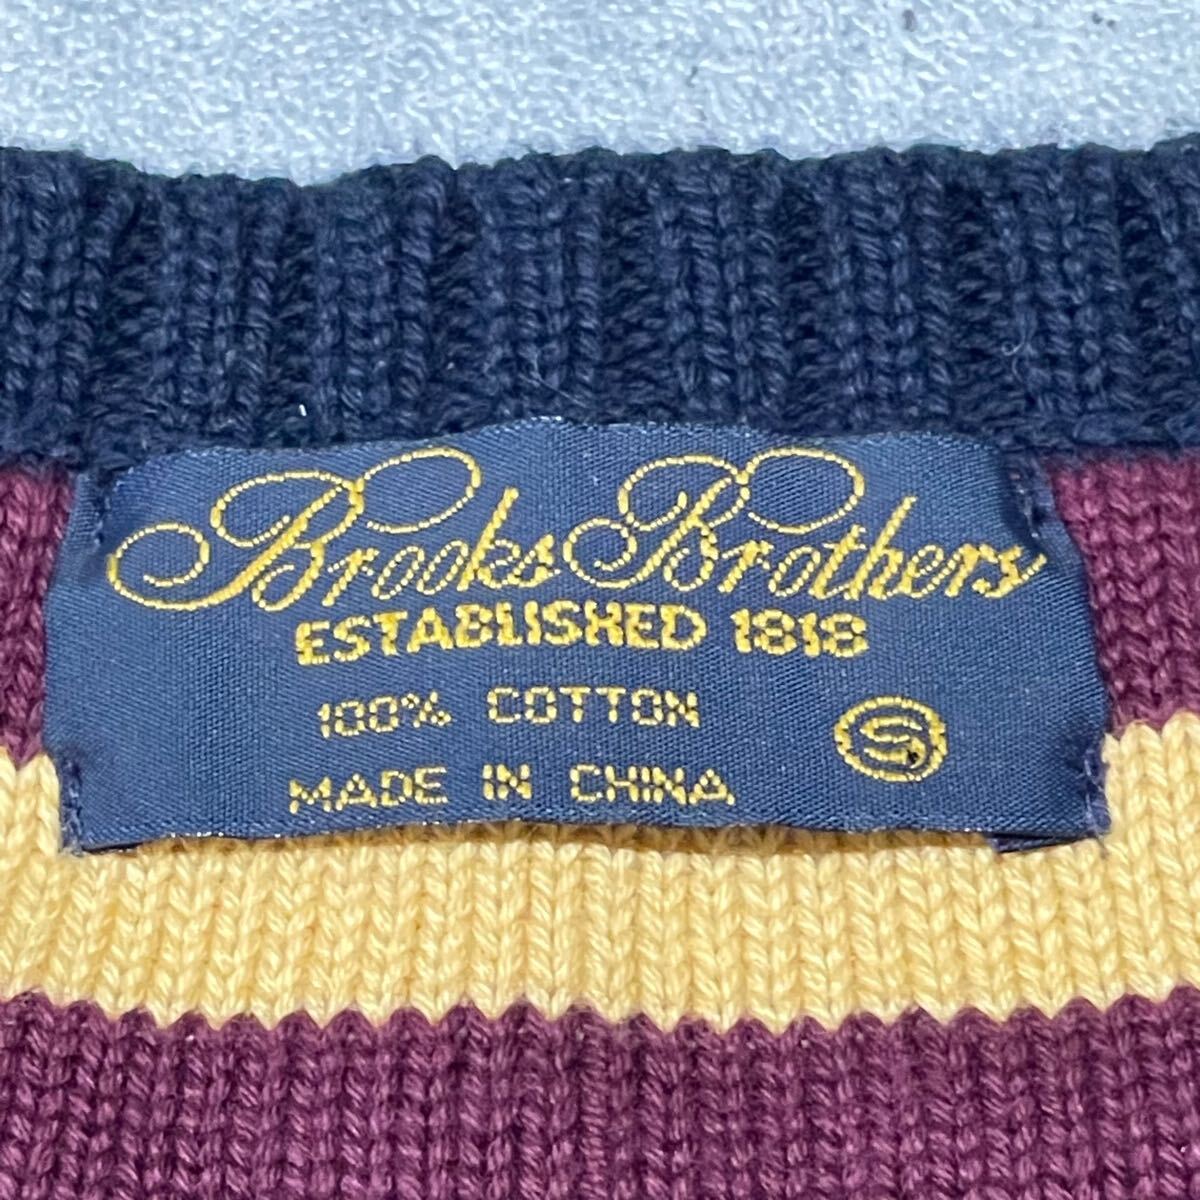 Brooks Brothers
ESTABLISHED 1818
100% COTTON
S
MADE IN CHINA